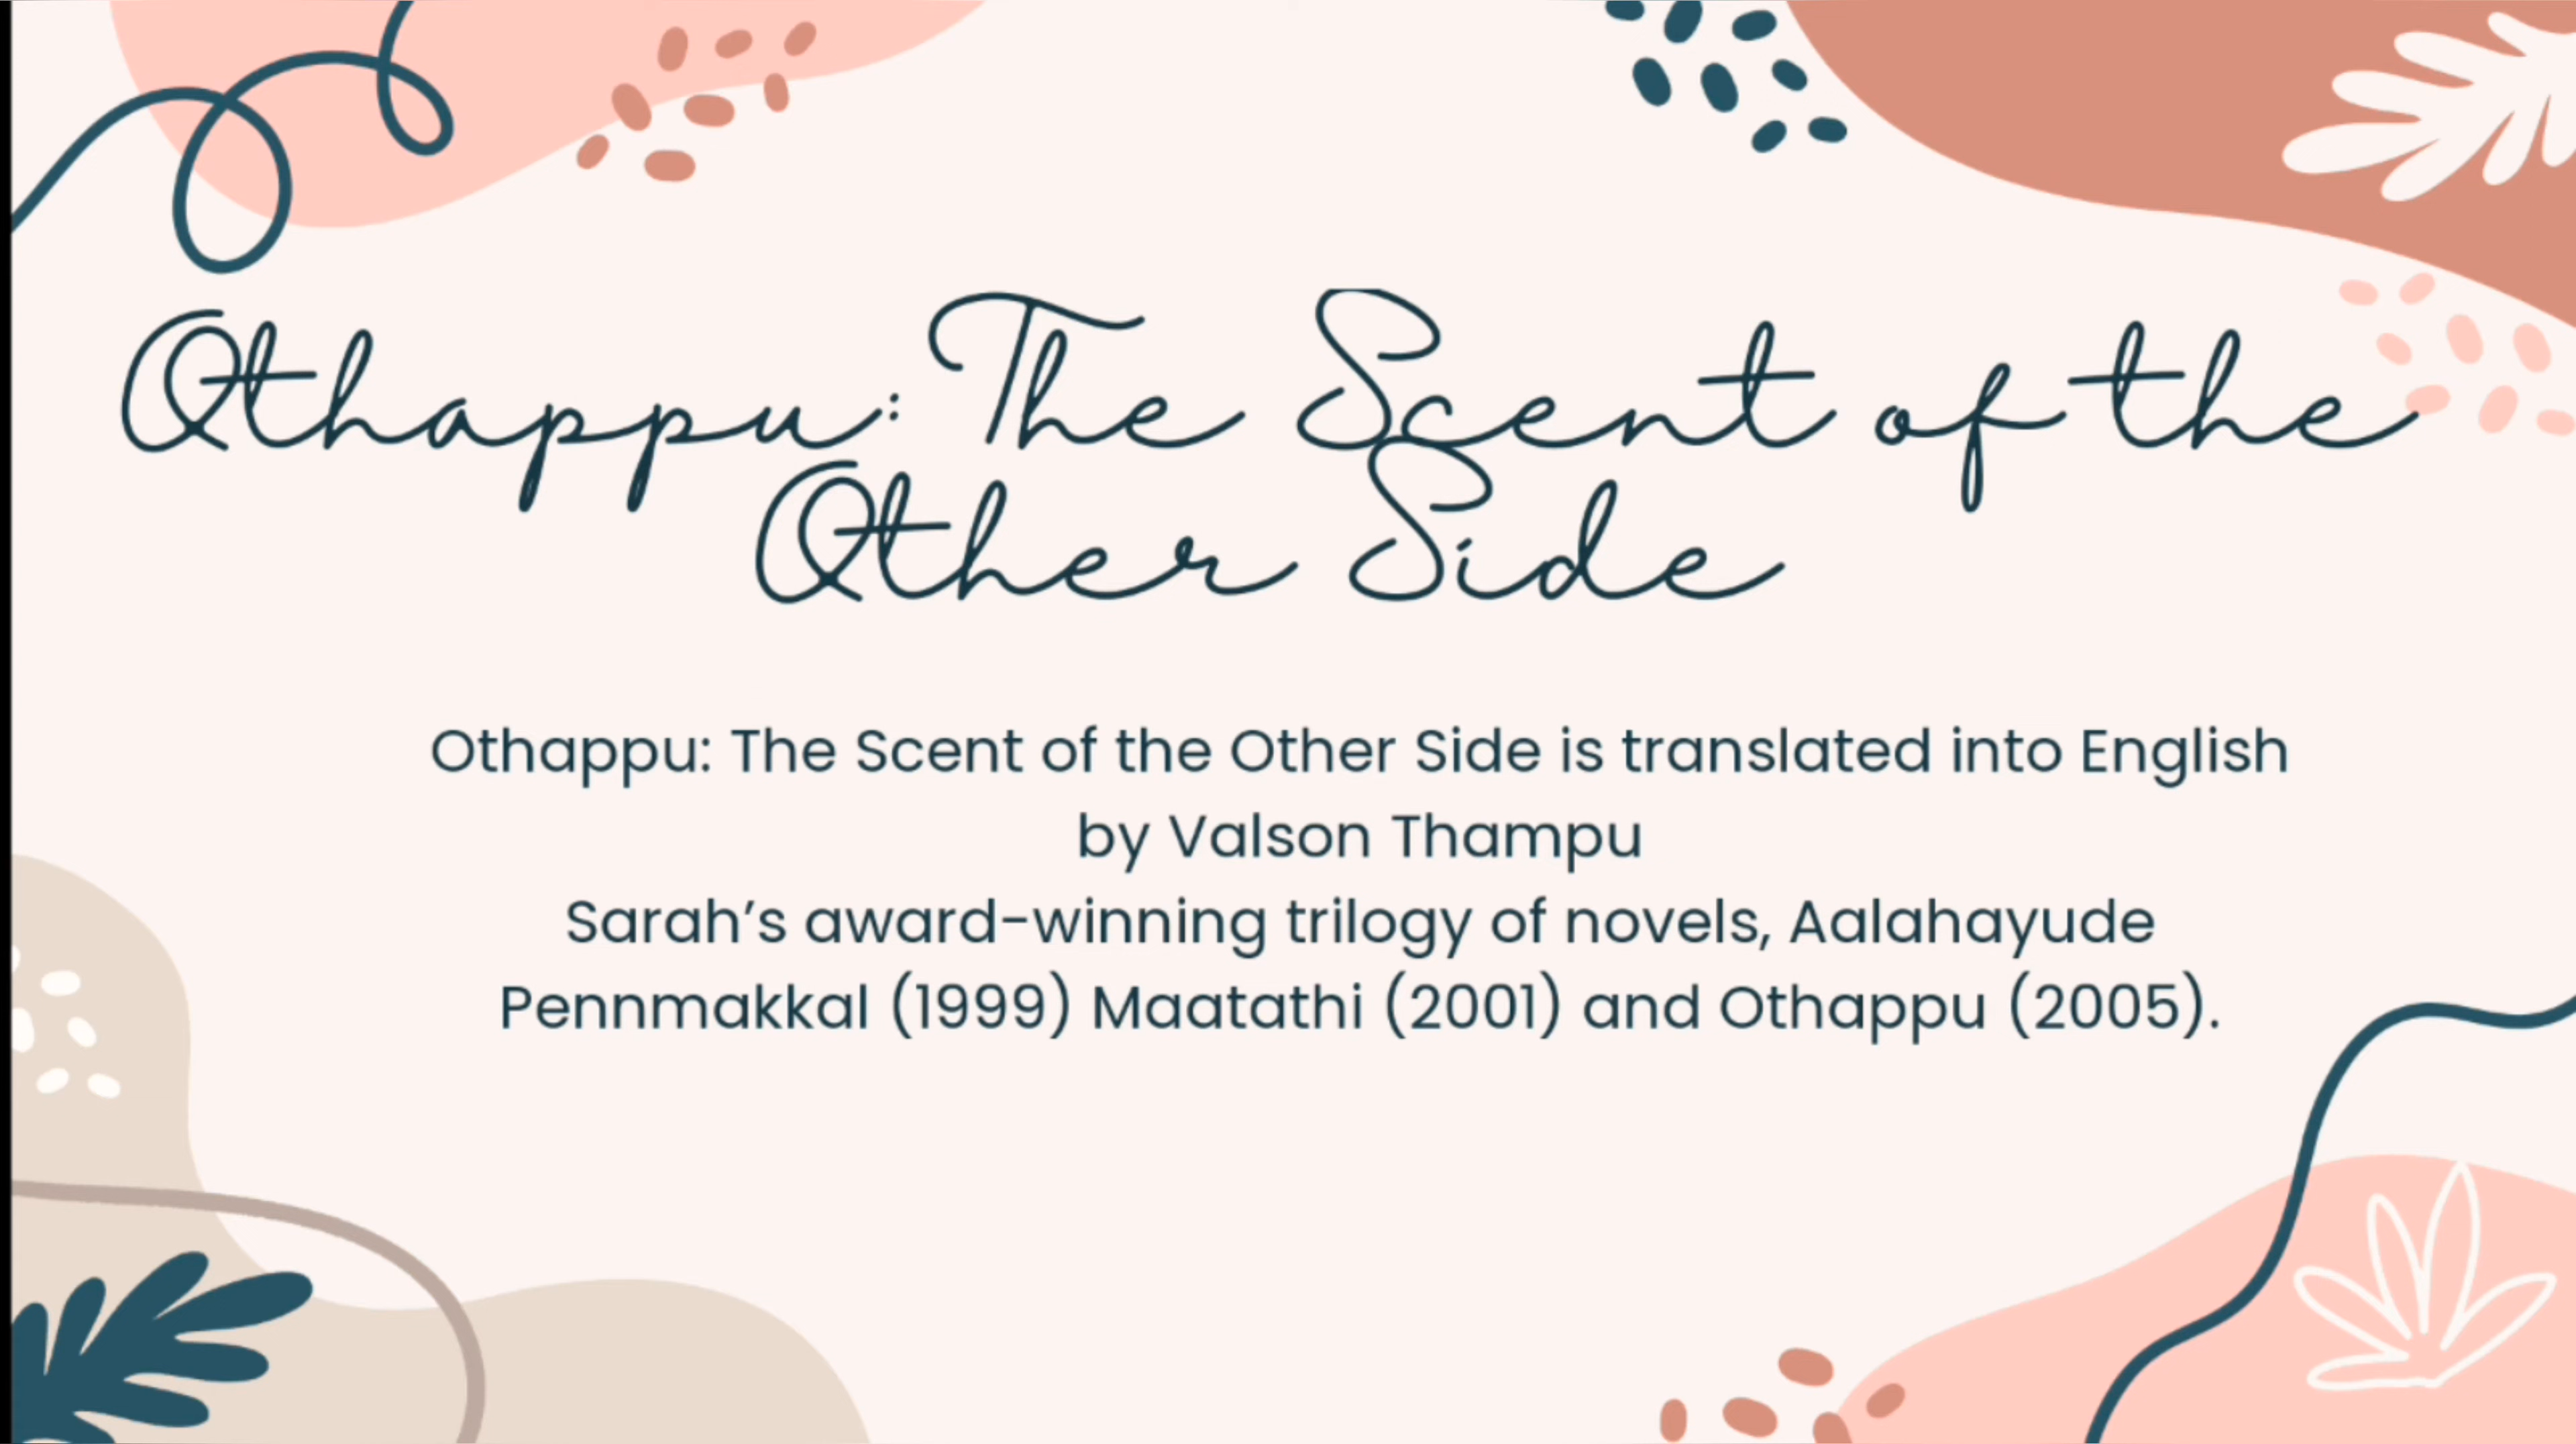 Othappu: The Scent of the
Other Side
Othappu: The Scent of the Other Side is translated into English
by Valson Thampu
Sarah’s award-winning trilogy of novels, Aalahayude
Pennmakkal (1999) Maatathi (2001) and Othappu (2005).